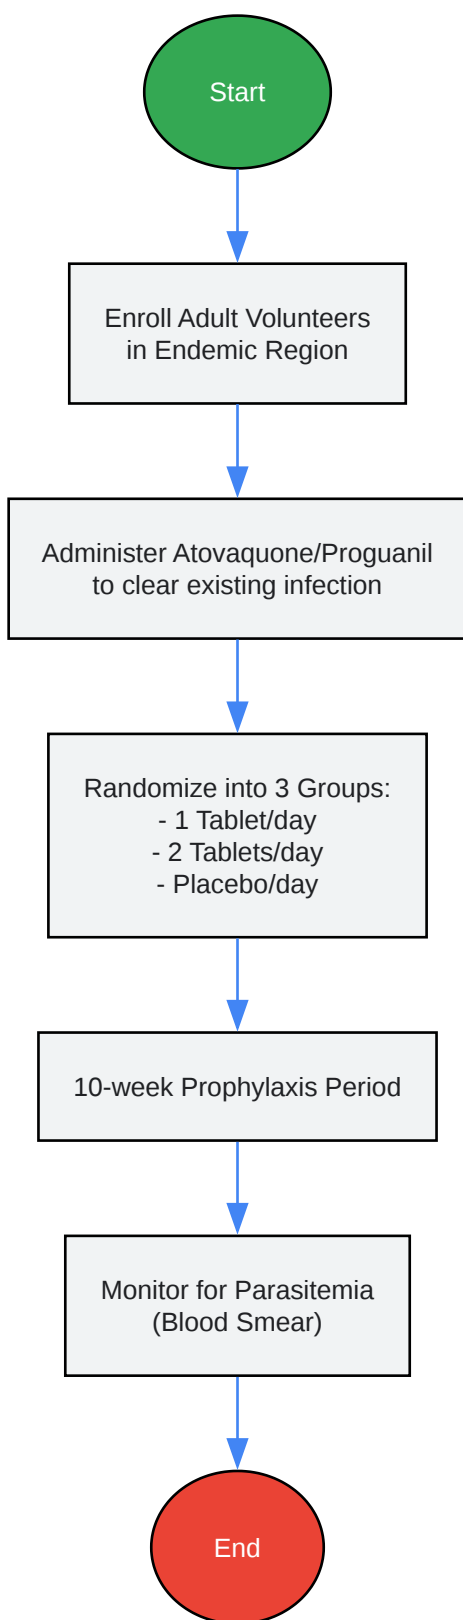 Start
Enroll Adult Volunteers
in Endemic Region
Administer Atovaquone/Proguanil
to clear existing infection
Randomize into 3 Groups:
- 1 Tablet/day
- 2 Tablets/day
- Placebo/day
10-week Prophylaxis Period
Monitor for Parasitemia
(Blood Smear)
End